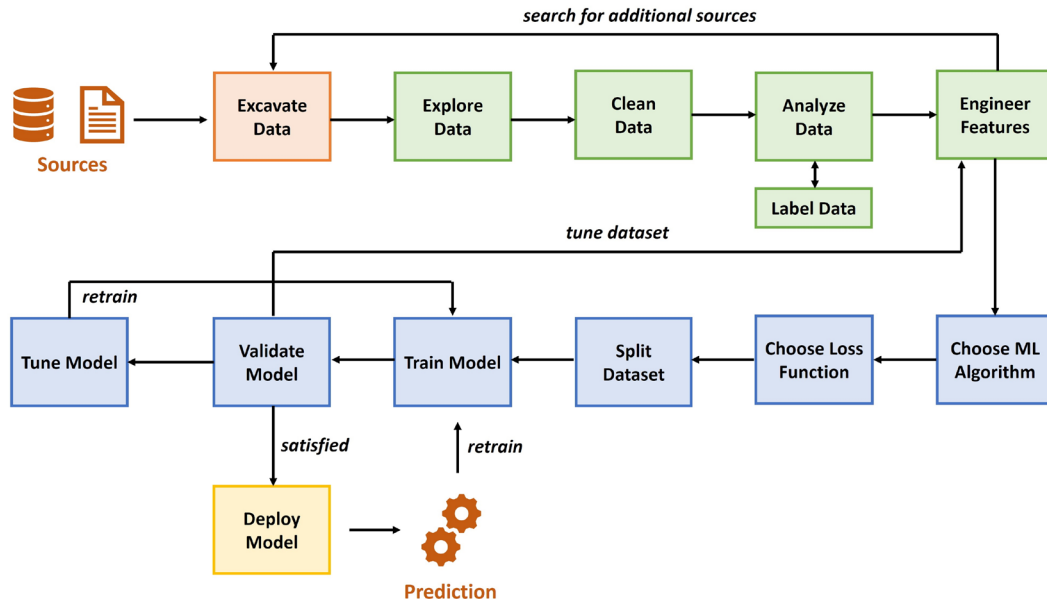 search for additional sources
Excavate
Data
Explore
Data
Clean
Data
Analyze
Data
Engineer
Features
Sources
Label Data
tune dataset
retrain
Tune Model
Validate
Model
Train Model
Split
Dataset
Choose Loss
Function
Choose ML
Algorithm
satisfied
retrain
Deploy
Model
Prediction